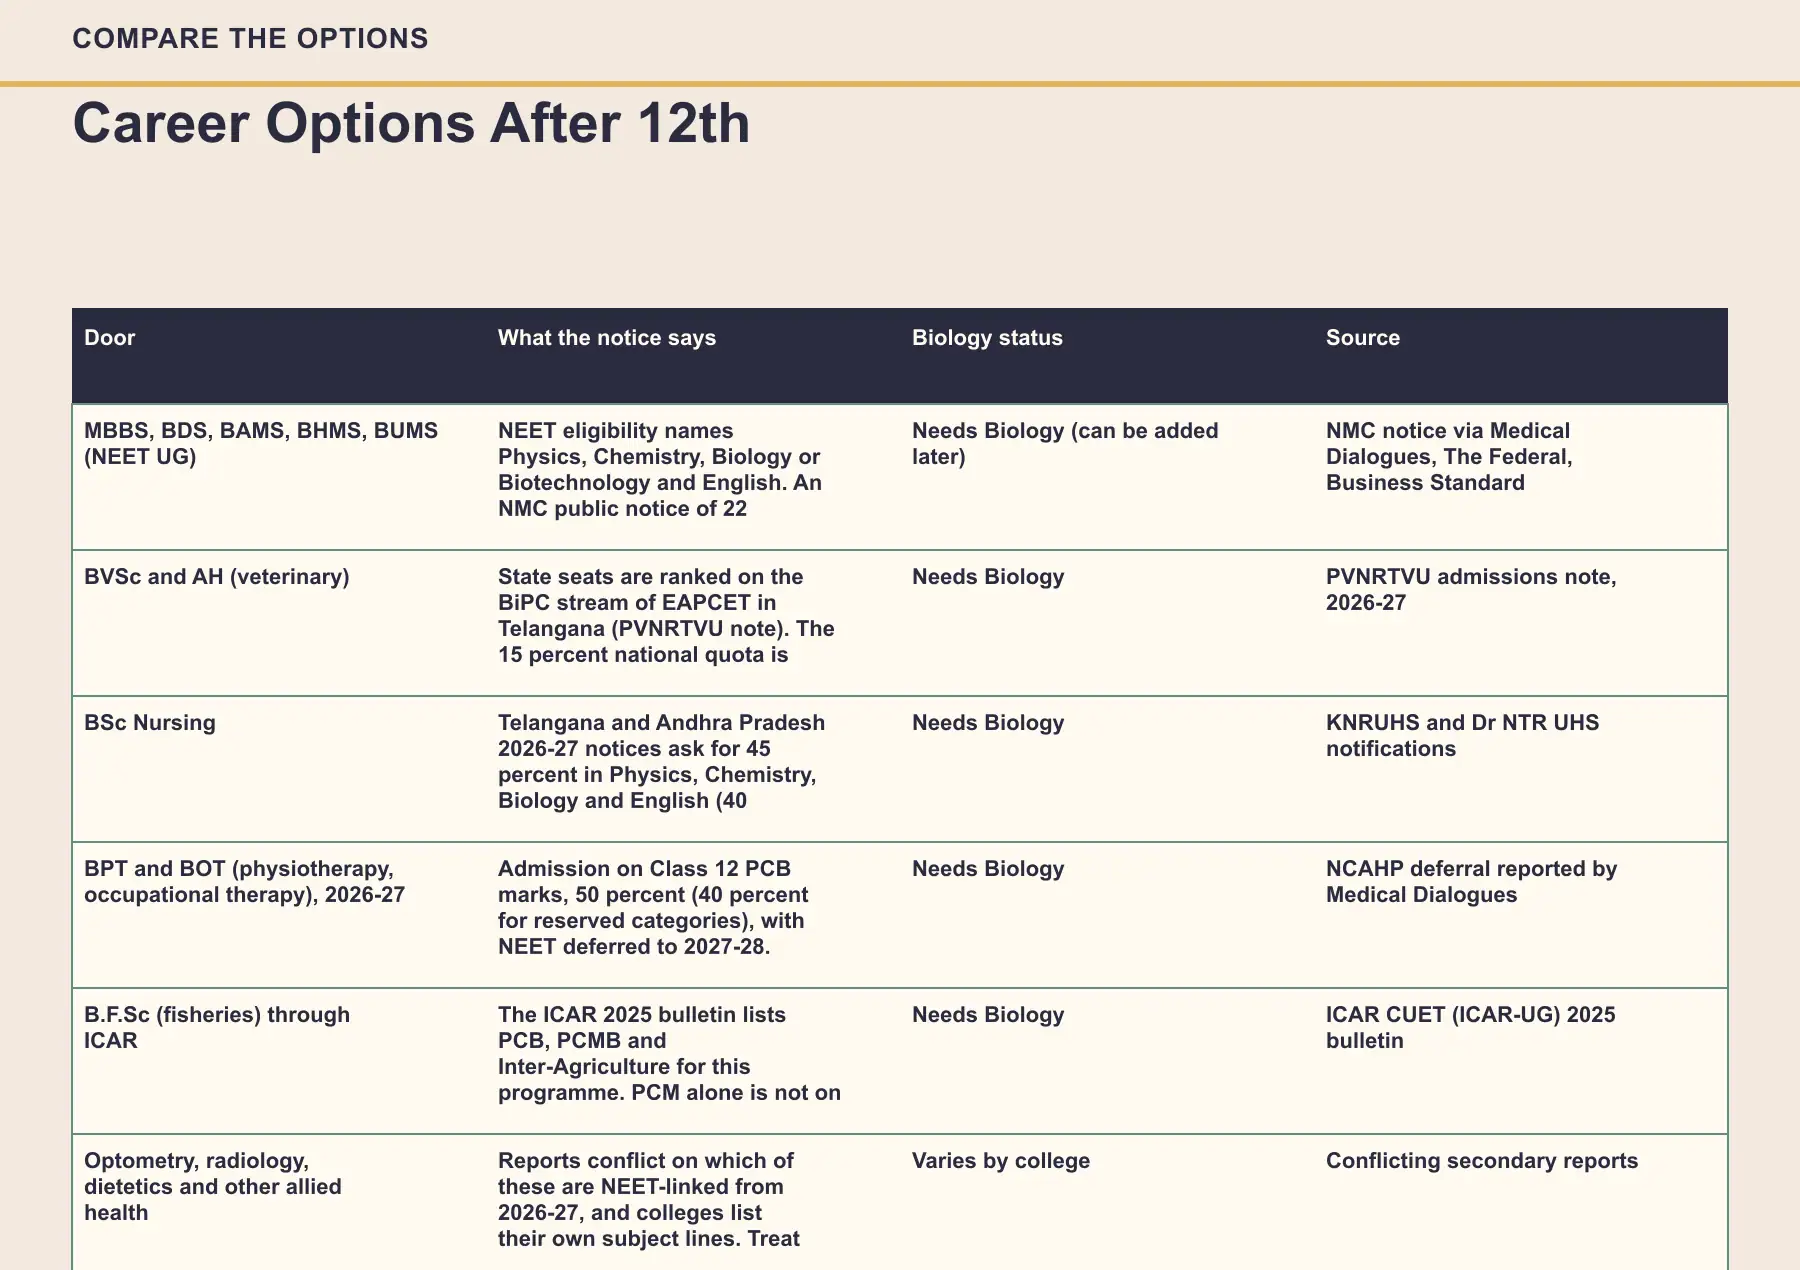 COMPARE THE OPTIONS
Career Options After 12th
Door
What the notice says
Biology status
Source
MBBS, BDS, BAMS, BHMS, BUMS
(NEET UG)
NEET eligibility names
Physics, Chemistry, Biology or
Biotechnology and English. An
NMC public notice of 22
Needs Biology (can be added
later)
NMC notice via Medical
Dialogues, The Federal,
Business Standard
BVSc and AH (veterinary)
State seats are ranked on the
BiPC stream of EAPCET in
Telangana (PVNRTVU note). The
15 percent national quota is
Needs Biology
PVNRTVU admissions note,
2026-27
BSc Nursing
Telangana and Andhra Pradesh
2026-27 notices ask for 45
percent in Physics, Chemistry,
Biology and English (40
Needs Biology
KNRUHS and Dr NTR UHS
notifications
BPT and BOT (physiotherapy,
occupational therapy), 2026-27
Admission on Class 12 PCB
marks, 50 percent (40 percent
for reserved categories), with
NEET deferred to 2027-28.
Needs Biology
NCAHP deferral reported by
Medical Dialogues
B.F.Sc (fisheries) through
ICAR
The ICAR 2025 bulletin lists
PCB, PCMB and
Inter-Agriculture for this
programme. PCM alone is not on
Needs Biology
ICAR CUET (ICAR-UG) 2025
bulletin
Optometry, radiology,
dietetics and other allied
health
Reports conflict on which of
these are NEET-linked from
2026-27, and colleges list
their own subject lines. Treat
Varies by college
Conflicting secondary reports